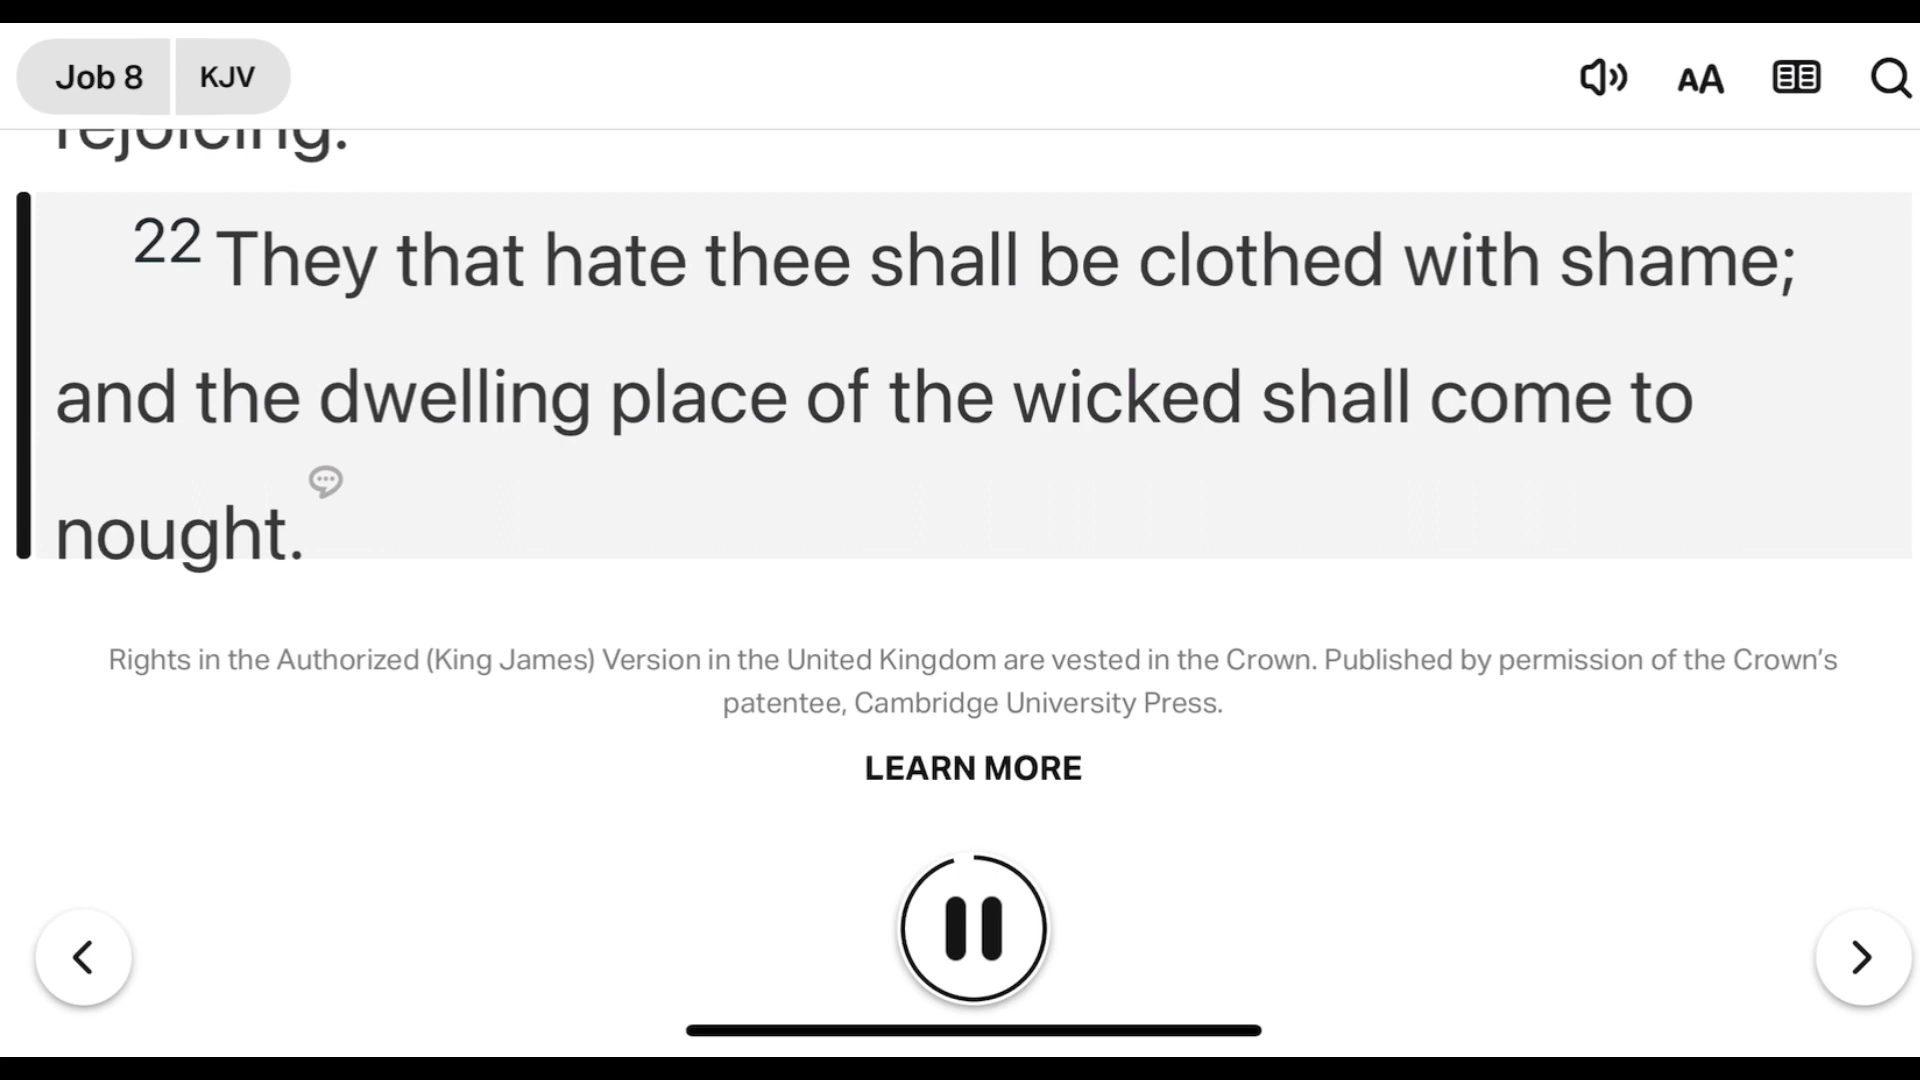 Job 8 KJV AA
rejoicing.
22 They that hate thee shall be clothed with shame;
and the dwelling place of the wicked shall come to
nought.
Rights in the Authorized (King James) Version in the United Kingdom are vested in the Crown. Published by permission of the Crown’s
patentee, Cambridge University Press.
LEARN MORE